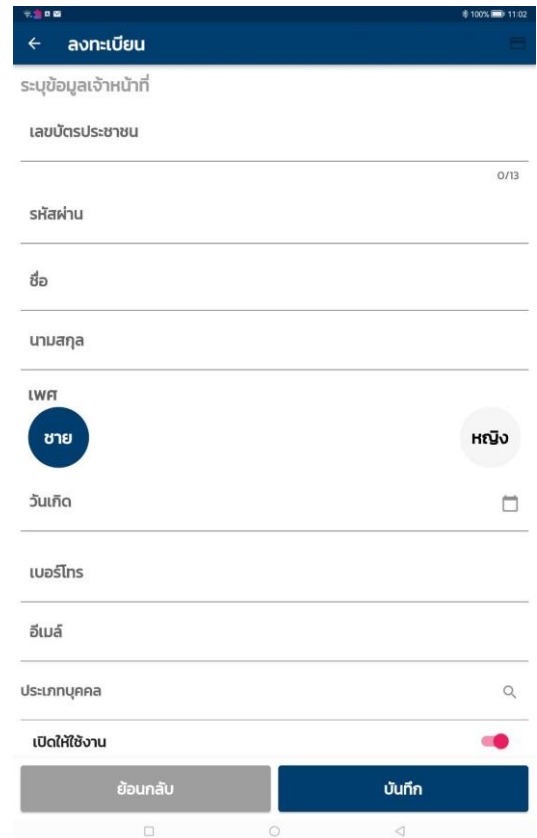 100% 11:02
ลงทะเบียน
ระบุข้อมูลเจ้าหน้าที่
เลขบัตรประชาชน
0/13
รหัสผ่าน
ชื่อ
นามสกุล
เพศ
ชาย หญิง
วันเกิด
เบอร์โทร
อีเมล์
ประเภทบุคคล
เปิดให้ใช้งาน
ย้อนกลับ บันทึก